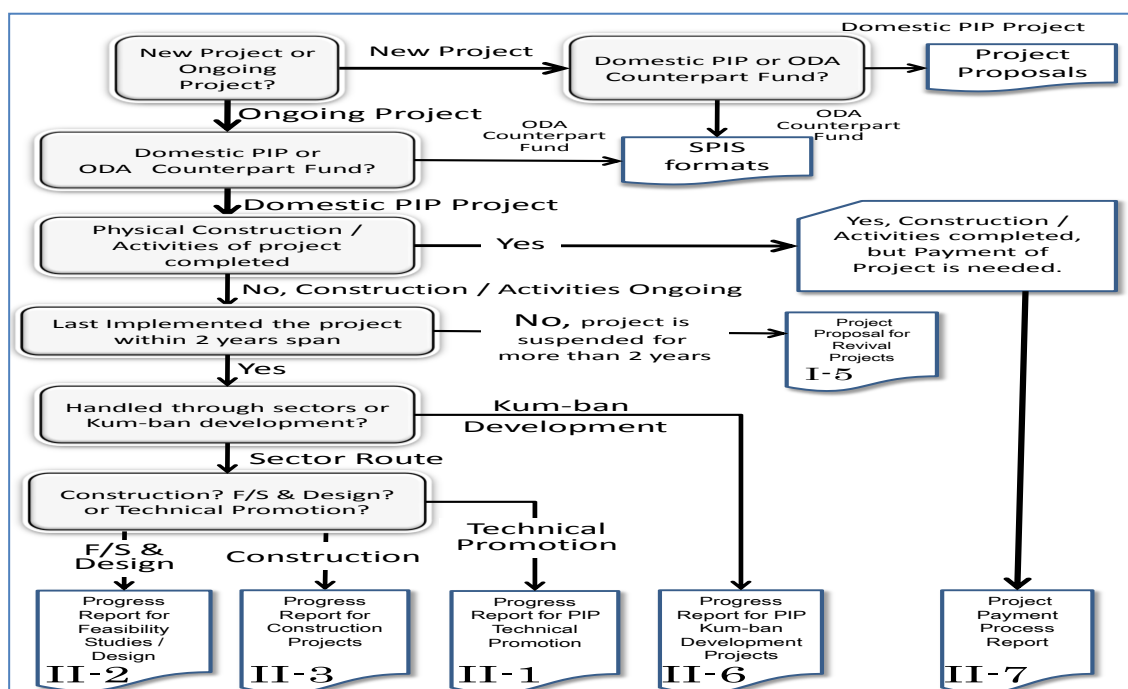 Domestic PIP Project
New Project or
Ongoing
Project?
New Project
Domestic PIP or ODA
Counterpart Fund?
Project
Proposals
Ongoing Project
ODA
Counterpart
Fund
ODA
Counterpart
Fund
Domestic PIP or
ODA Counterpart Fund?
SPIS
formats
Domestic PIP Project
Physical Construction /
Activities of project
completed
Yes
Yes, Construction /
Activities completed,
but Payment of
Project is needed.
No, Construction / Activities Ongoing
Last Implemented the project
within 2 years span
No, project is
suspended for
more than 2 years
Project
Proposal for
Revival
Projects
I-5
Yes
Handled through sectors or
Kum-ban development?
Kum-ban
Development
Sector Route
Construction? F/S & Design?
or Technical Promotion?
F/S &
Design
Construction
Technical
Promotion
Progress
Report for
Feasibility
Studies /
Design
II-2
Progress
Report for
Construction
Projects
II-3
Progress
Report for PIP
Technical
Promotion
II-1
Progress
Report for PIP
Kum-ban
Development
Projects
II-6
Project
Payment
Process
Report
II-7